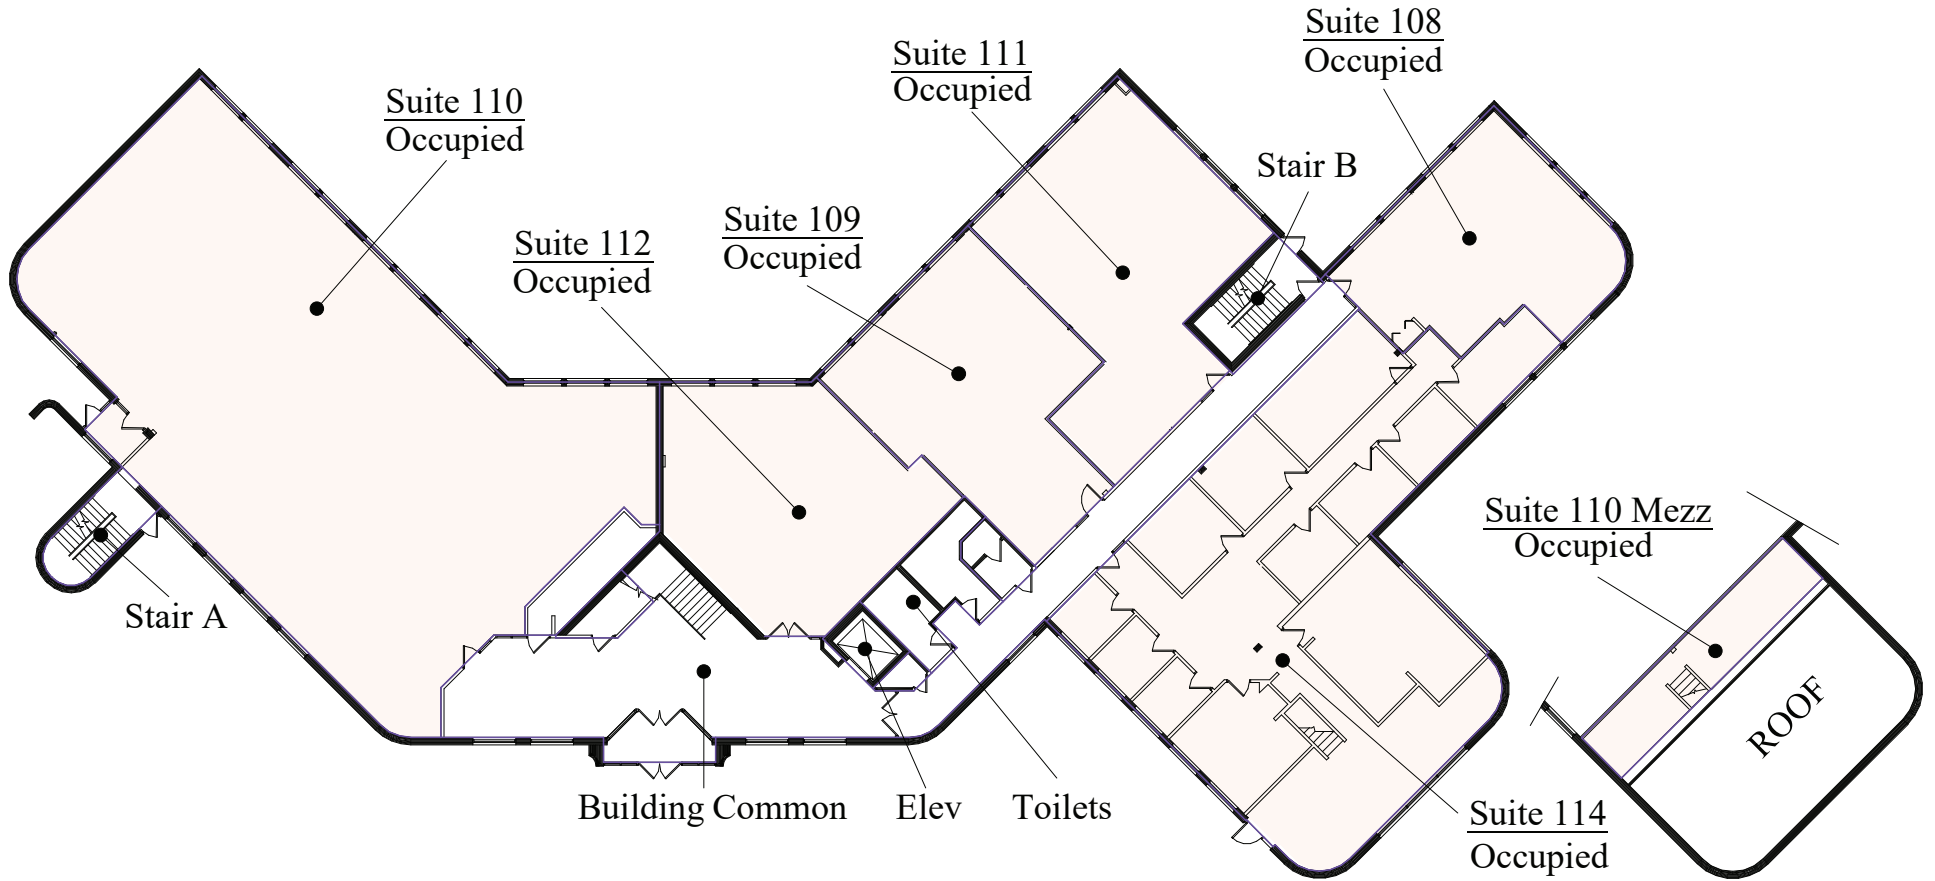 Suite 108
Occupied
Suite 111
Occupied
Suite 110
Occupied
Stair B
Suite 109
Occupied
Suite 112
Occupied
Suite 110 Mezz
Occupied
Stair A
ROOF
Building Common
Elev
Toilets
Suite 114
Occupied